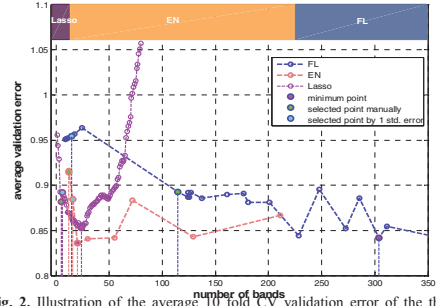 Lasso EN FL
1.1
1.05
1
0.95
0.9
0.85
0.8
average validation error
FL
EN
Lasso
minimum point
selected point manually
selected point by 1 std. error
0 50 100 150 200 250 300 350
number of bands
Fig. 2. Illustration of the average 10 fold CV validation error of the th